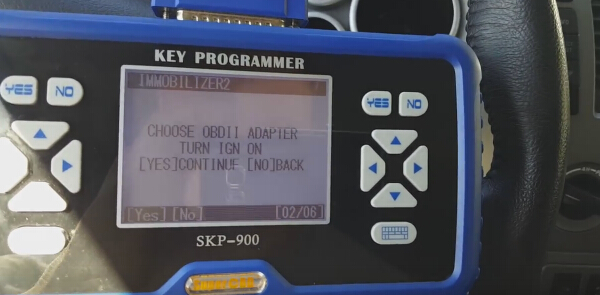 KEY PROGRAMMER
IMMOBILIZER2
YES NO
YES NO
CHOOSE OBDII ADAPTER
TURN IGN ON
[YES]CONTINUE [NO]BACK
[Yes] [No] [02/06]
SKP-900